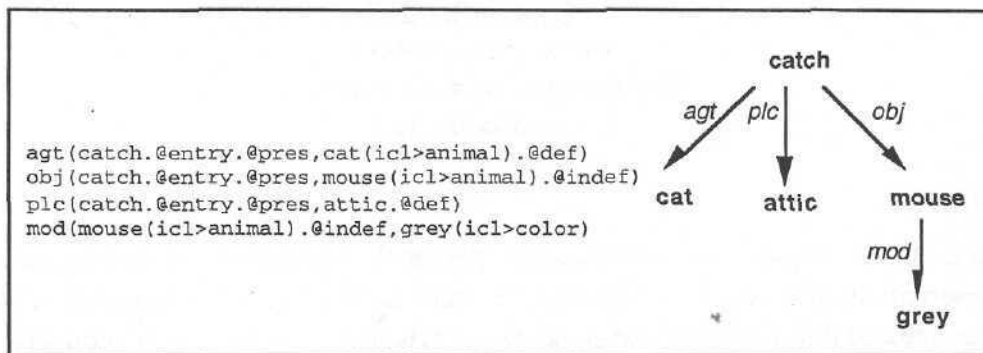 catch
agt plc obj
agt(catch.@entry.@pres,cat(icl>animal).@def)
obj(catch.@entry.@pres,mouse(icl>animal).@indef)
plc(catch.@entry.@pres,attic.@def)
mod(mouse(icl>animal).@indef,grey(icl>color)
cat attic mouse
mod
grey